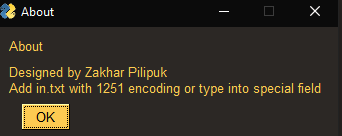 About
About
Designed by Zakhar Pilipuk
Add in.txt with 1251 encoding or type into special field
OK